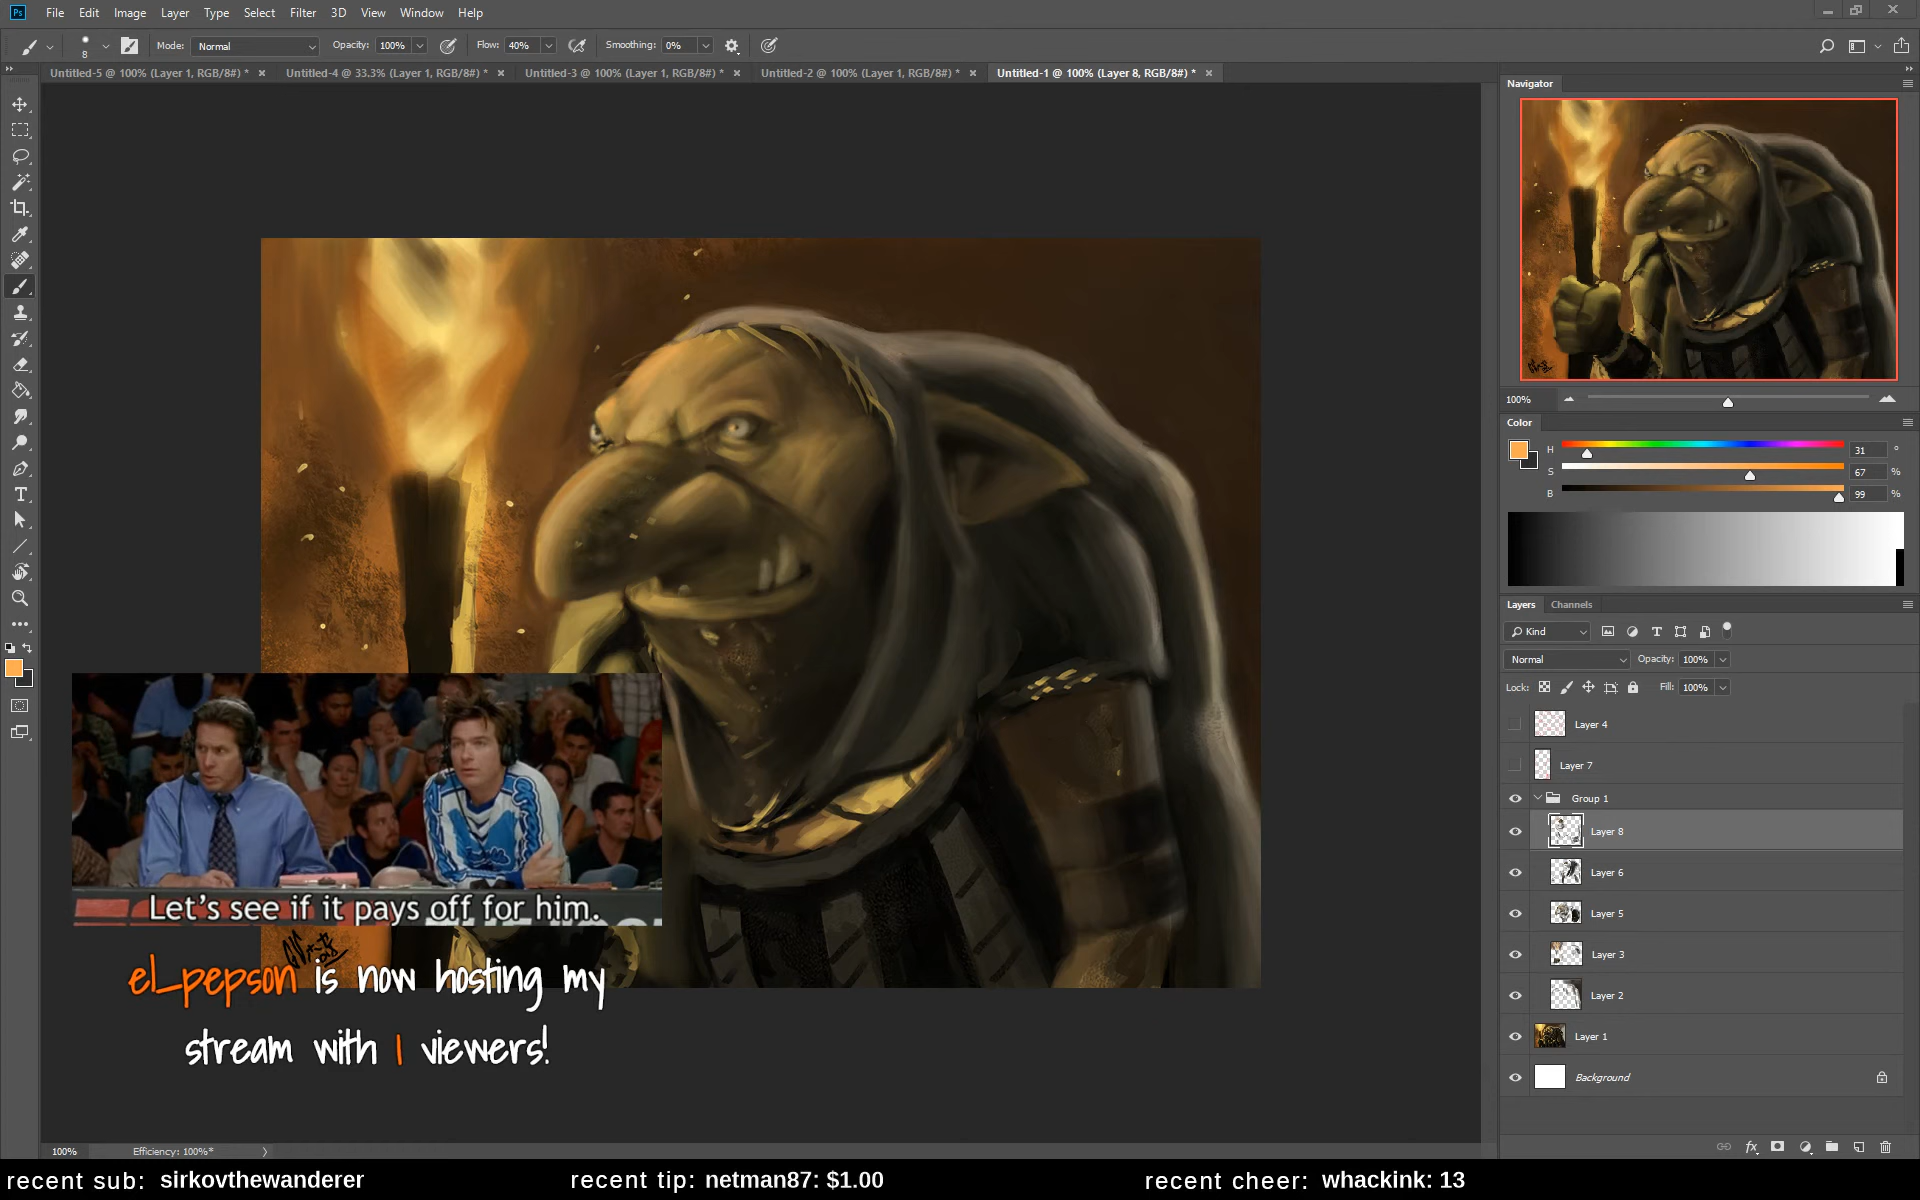 File Edit Image Layer Type Select Filter 3D View Window Help
8 Mode: Normal Opacity: 100% Flow: 40% Smoothing: 0%
Untitled-5 @ 100% (Layer 1, RGB/8#) * Untitled-4 @ 33.3% (Layer 1, RGB/8#) * Untitled-3 @ 100% (Layer 1, RGB/8#) * Untitled-2 @ 100% (Layer 1, RGB/8#) * Untitled-1 @ 100% (Layer 8, RGB/8#) *
Navigator
100%
Color
H 31 °
S 67 %
B 99 %
Layers Channels
Kind
Normal Opacity: 100%
Lock: Fill: 100%
Layer 4
Layer 7
Group 1
Layer 8
Layer 6
Layer 5
Layer 3
Layer 2
Layer 1
Background
Let's see if it pays off for him.
el_pepson is now hosting my
stream with 1 viewers!
100% Efficiency: 100%*
recent sub: sirkovthewanderer recent tip: netman87: $1.00 recent cheer: whackink: 13